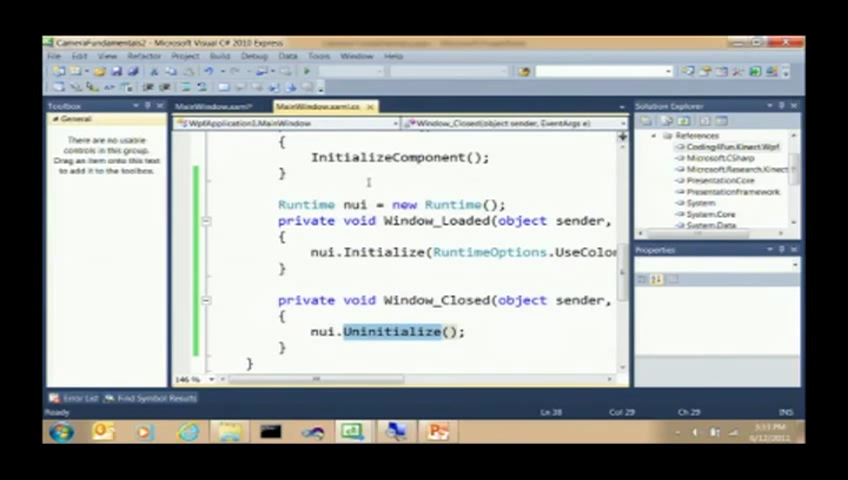 CameraFundamentals2 - Microsoft Visual C# 2010 Express
File Edit View Refactor Project Build Debug Data Tools Window Help
Toolbox
MainWindow.xaml*
MainWindow.xaml.cs
Solution Explorer
General
WpfApplication1.MainWindow
Window_Closed(object sender, EventArgs e)
There are no usable
controls in this group.
Drag an item onto this text
to add it to the toolbox.
{
InitializeComponent();
}
Runtime nui = new Runtime();
private void Window_Loaded(object sender,
{
nui.Initialize(RuntimeOptions.UseColo
}
private void Window_Closed(object sender,
{
nui.Uninitialize();
}
}
References
Coding4Fun.Kinect.Wpf
Microsoft.CSharp
Microsoft.Research.Kinect
PresentationCore
PresentationFramework
System
System.Core
System.Data
Properties
146 %
Error List
Find Symbol Results
Ready
Ln 38
Col 29
Ch 29
INS
6/12/2011